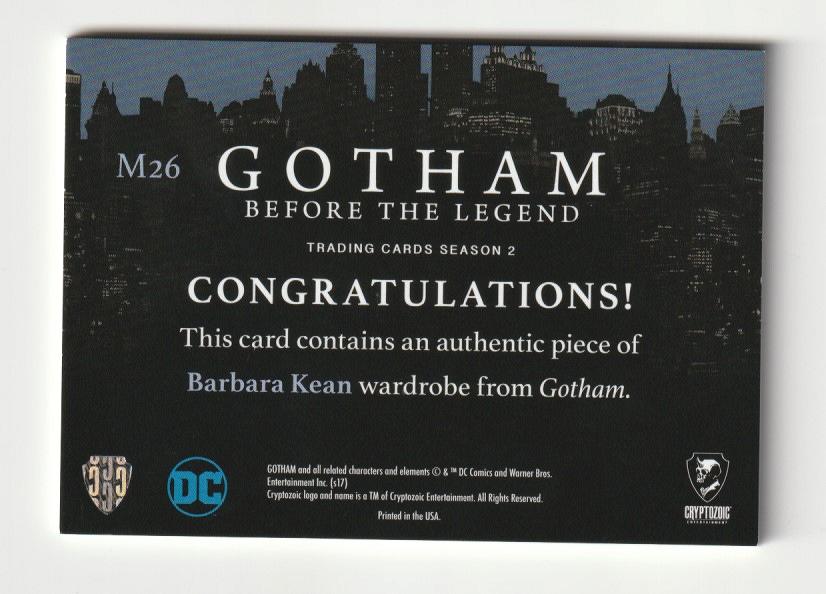 M26
GOTHAM
BEFORE THE LEGEND
TRADING CARDS SEASON 2
CONGRATULATIONS!
This card contains an authentic piece of
Barbara Kean wardrobe from Gotham.
DC
GOTHAM and all related characters and elements © & ™ DC Comics and Warner Bros.
Entertainment Inc. (s17)
Cryptozoic logo and name is a TM of Cryptozoic Entertainment. All Rights Reserved.
Printed in the USA.
CRYPTOZOIC
ENTERTAINMENT